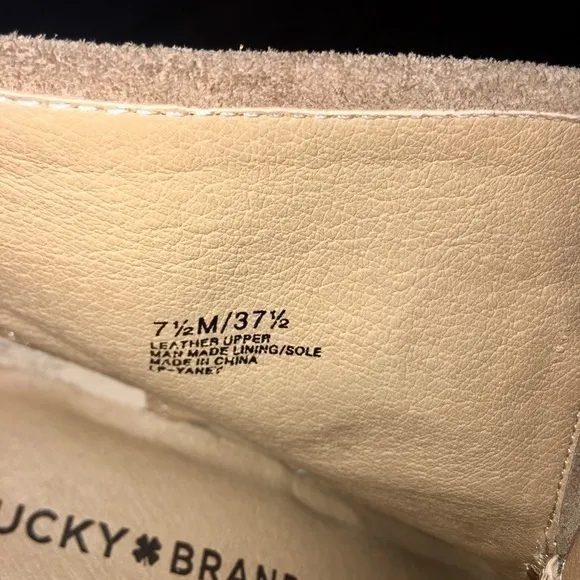 7½M/37½
LEATHER UPPER
MAN MADE LINING/SOLE
MADE IN CHINA
LP-YANET
UCKY BRAN